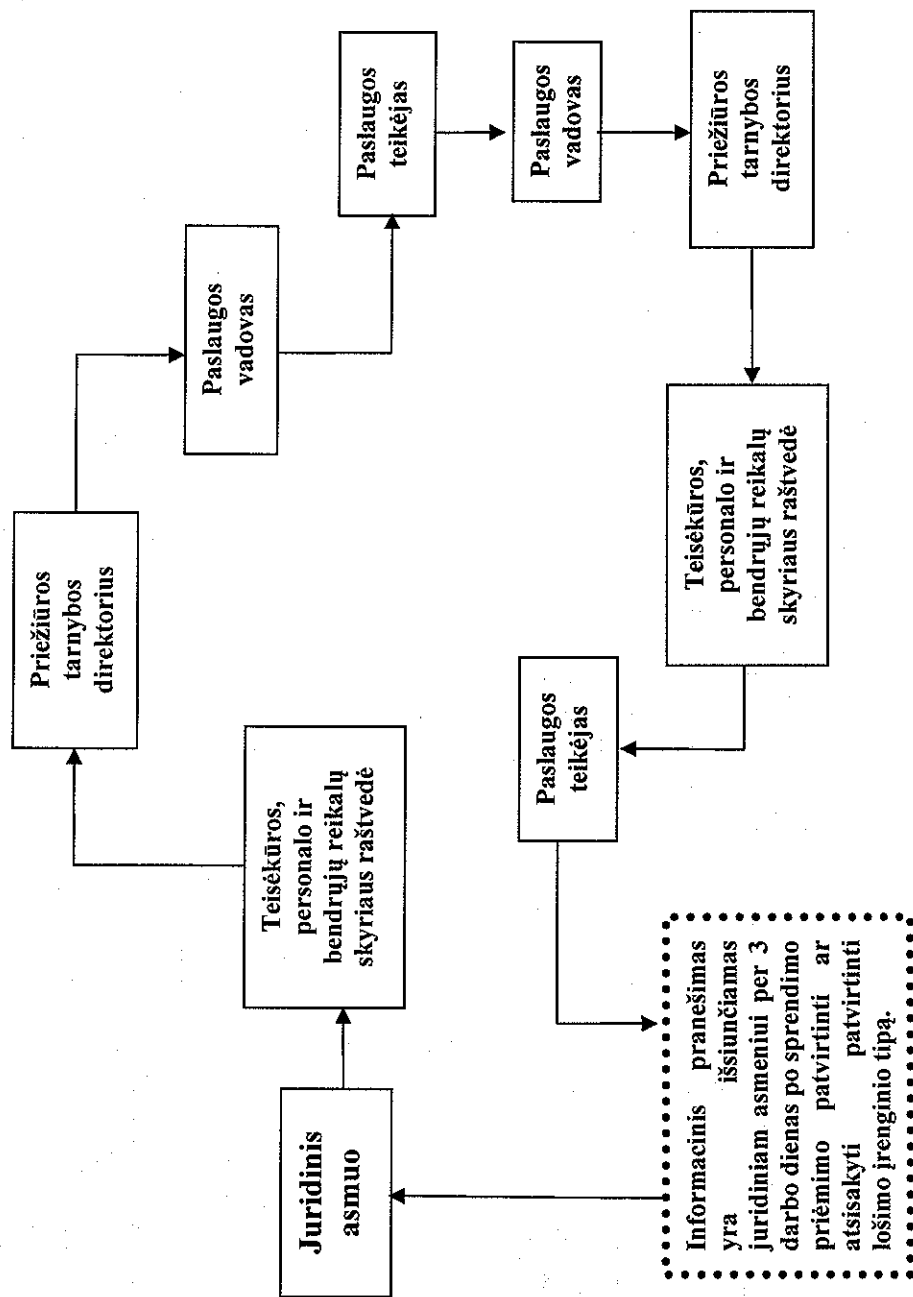 Juridinis
asmuo
Teisėkūros,
personalo ir
bendrųjų reikalų
skyriaus raštvedė
Priežiūros
tarnybos
direktorius
Paslaugos
vadovas
Paslaugos
teikėjas
Paslaugos
vadovas
Priežiūros
tarnybos
direktorius
Teisėkūros,
personalo ir
bendrųjų reikalų
skyriaus raštvedė
Paslaugos
teikėjas
Informacinis pranešimas
yra išsiunčiamas
juridiniam asmeniui per 3
darbo dienas po sprendimo
priėmimo patvirtinti ar
atsisakyti patvirtinti
lošimo įrenginio tipą.